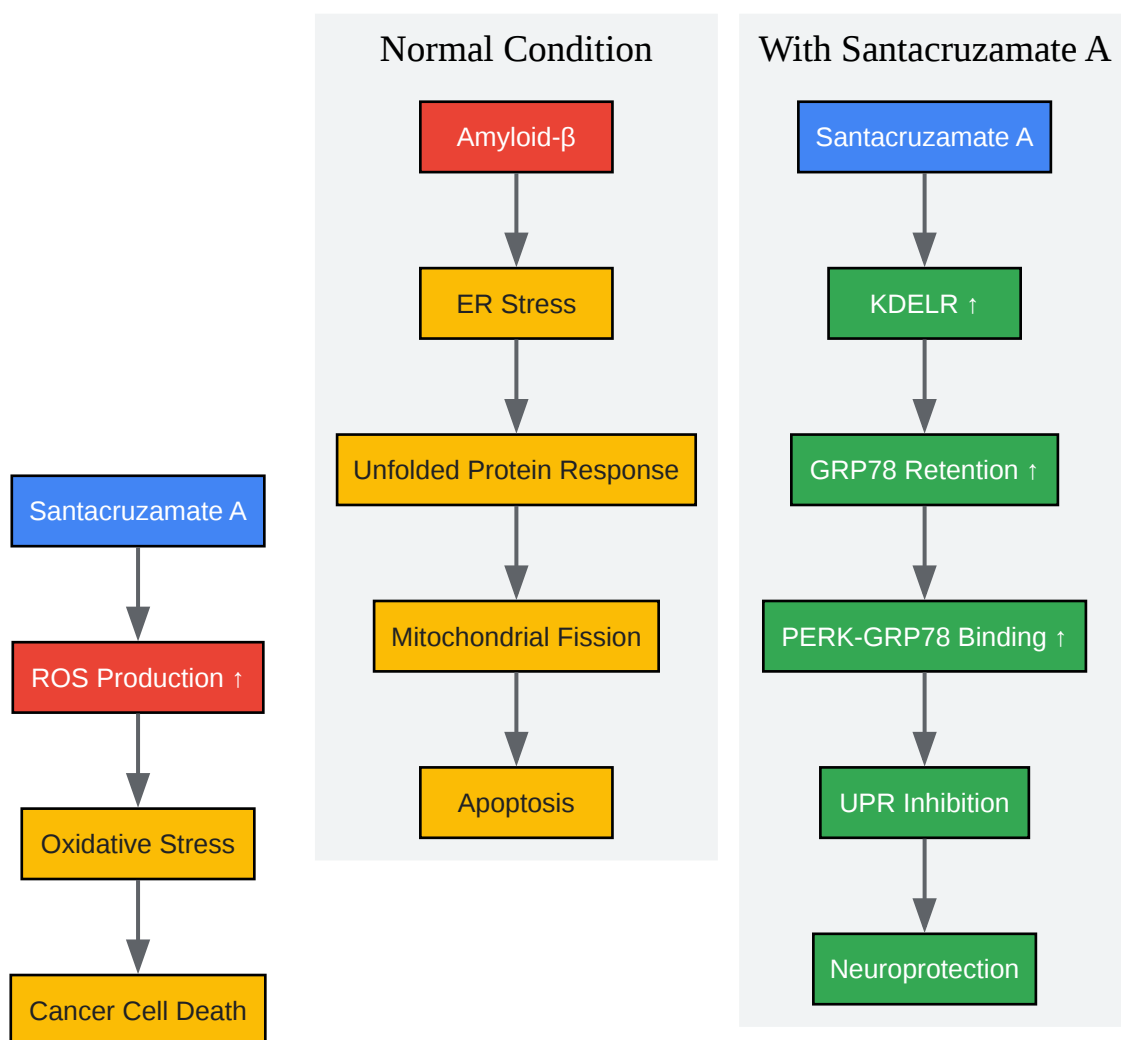 Normal Condition
Amyloid-β
ER Stress
Unfolded Protein Response
Mitochondrial Fission
Apoptosis
With Santacruzamate A
Santacruzamate A
KDELR ↑
GRP78 Retention ↑
PERK-GRP78 Binding ↑
UPR Inhibition
Neuroprotection
Santacruzamate A
ROS Production ↑
Oxidative Stress
Cancer Cell Death